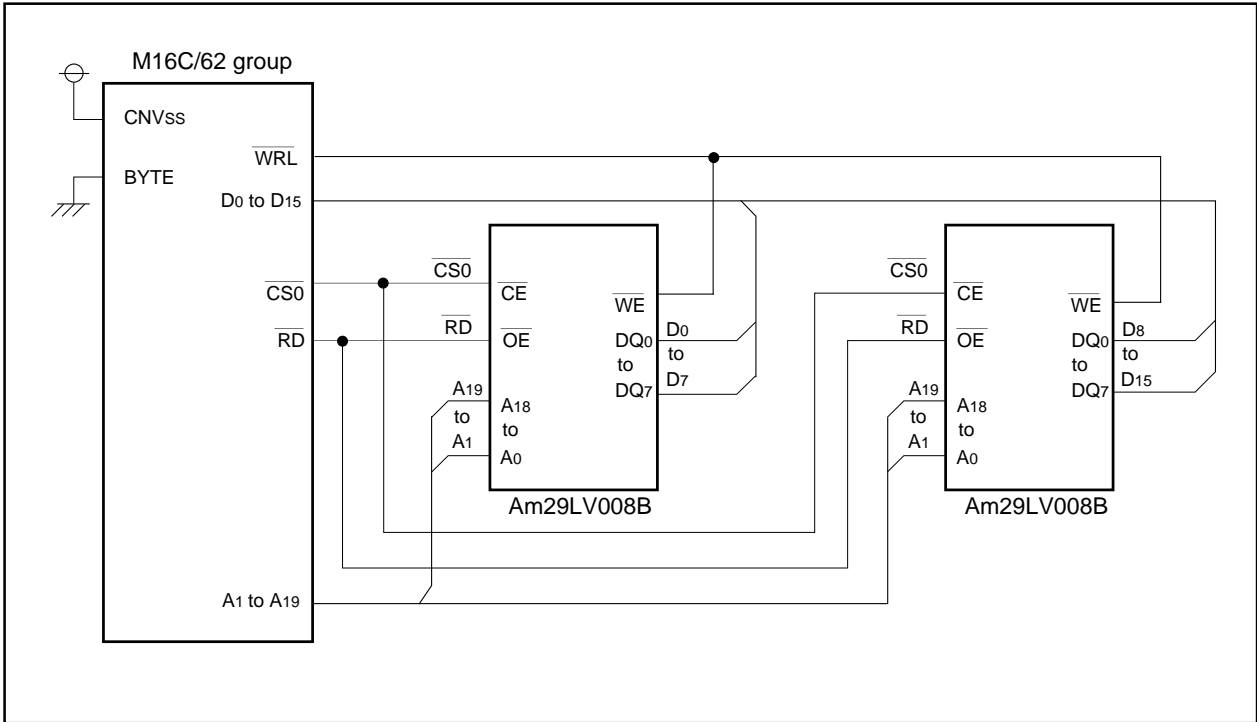 M16C/62 group
CNVSS
BYTE
WRL
D0 to D15
CS0
RD
A1 to A19
CS0
CE
RD
OE
A19
to
A1
A18
to
A0
WE
DQ0
to
DQ7
D0
to
D7
Am29LV008B
CS0
CE
RD
OE
A19
to
A1
A18
to
A0
WE
DQ0
to
DQ7
D8
to
D15
Am29LV008B